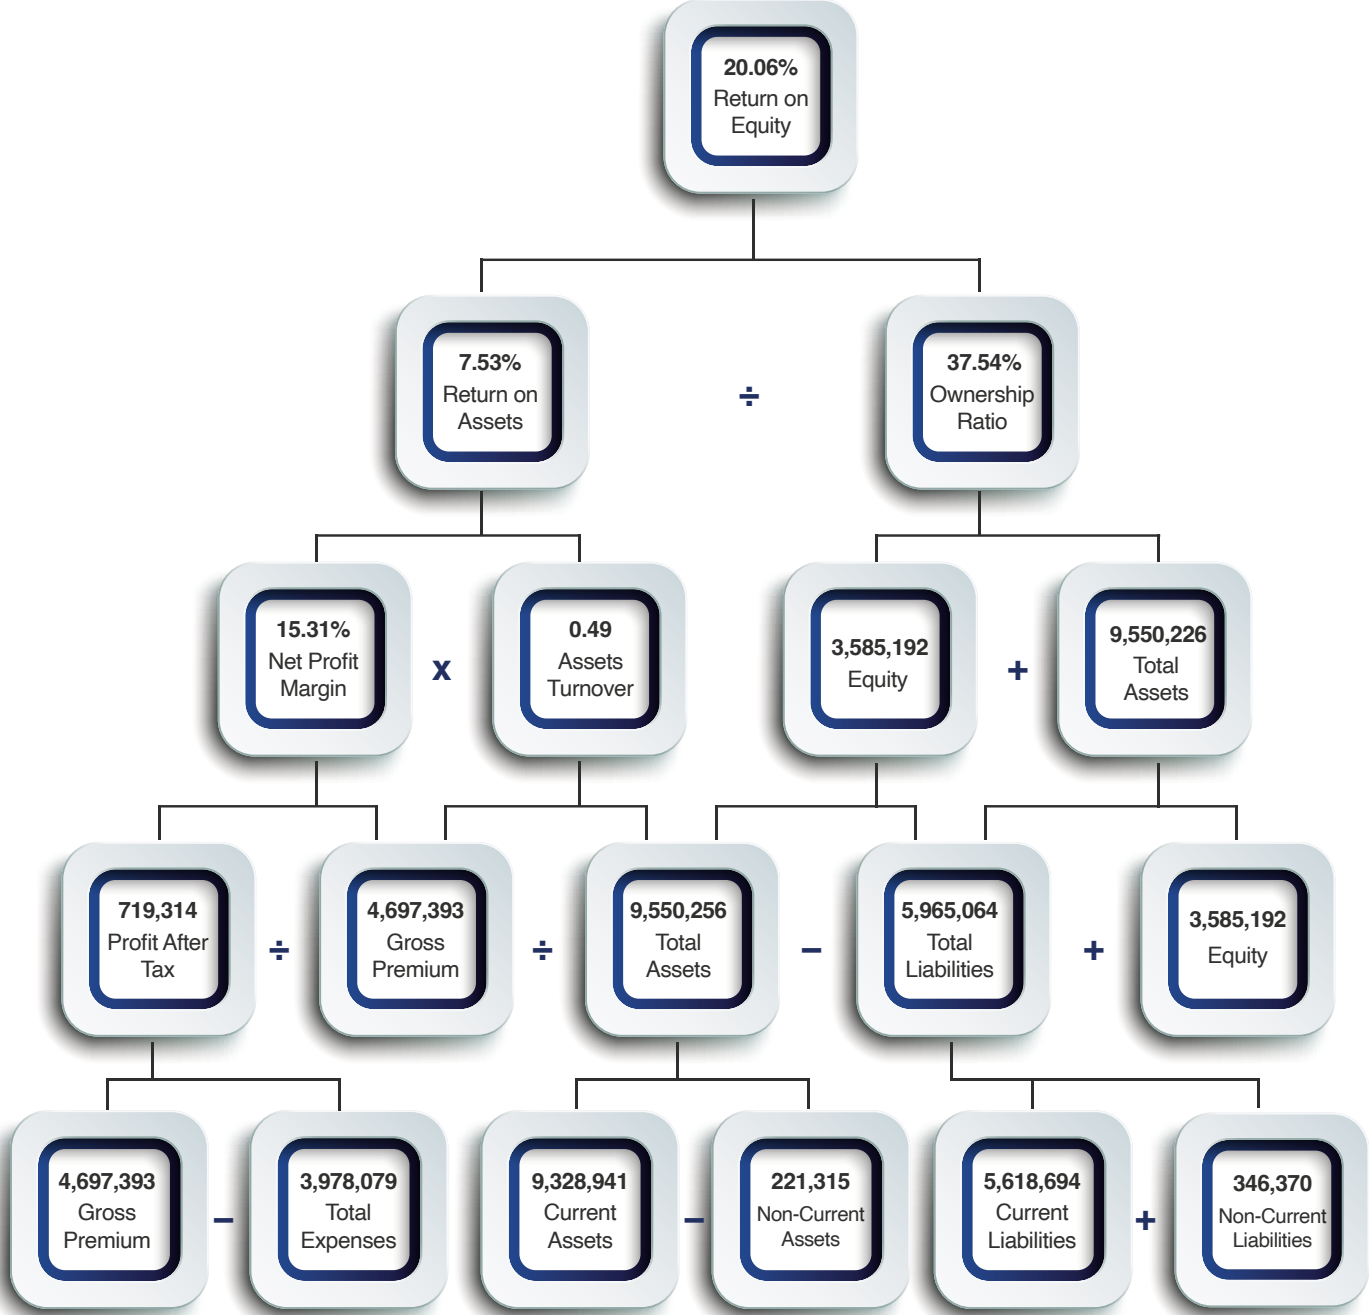 20.06%
Return on
Equity
7.53%
Return on
Assets
÷
37.54%
Ownership
Ratio
15.31%
Net Profit
Margin
x
0.49
Assets
Turnover
3,585,192
Equity
+
9,550,226
Total
Assets
719,314
Profit After
Tax
÷
4,697,393
Gross
Premium
÷
9,550,256
Total
Assets
–
5,965,064
Total
Liabilities
+
3,585,192
Equity
4,697,393
Gross
Premium
–
3,978,079
Total
Expenses
9,328,941
Current
Assets
–
221,315
Non-Current
Assets
5,618,694
Current
Liabilities
+
346,370
Non-Current
Liabilities